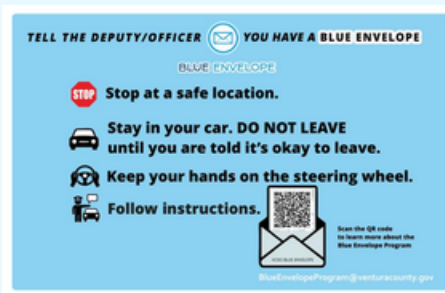 TELL THE DEPUTY/OFFICER YOU HAVE A BLUE ENVELOPE
BLUE ENVELOPE
STOP Stop at a safe location.
Stay in your car. DO NOT LEAVE
until you are told it's okay to leave.
Keep your hands on the steering wheel.
Follow instructions.
Scan the QR code
to learn more about the
Blue Envelope Program
BLUE ENVELOPE
BlueEnvelopeProgram@venturacounty.gov